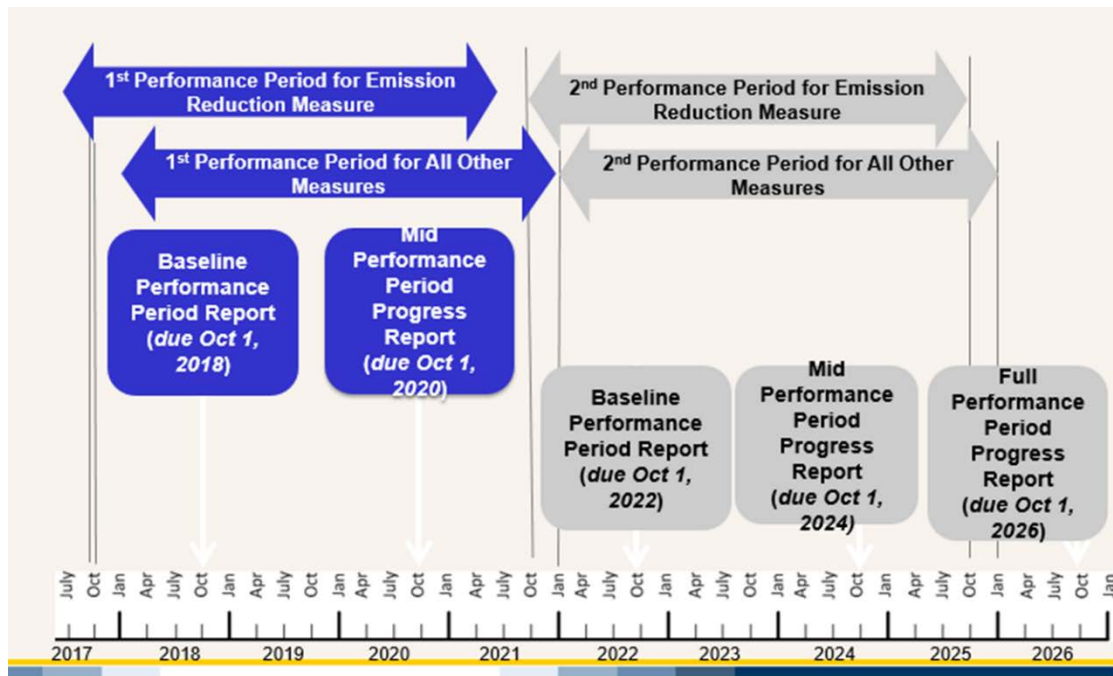 1st Performance Period for Emission
Reduction Measure
2nd Performance Period for Emission
Reduction Measure
1st Performance Period for All Other
Measures
2nd Performance Period for All Other
Measures
Baseline
Performance
Period Report
(due Oct 1,
2018)
Mid
Performance
Period
Progress
Report
(due Oct 1,
2020)
Baseline
Performance
Period Report
(due Oct 1,
2022)
Mid
Performance
Period
Progress
Report
(due Oct 1,
2024)
Full
Performance
Period
Progress
Report
(due Oct 1,
2026)
July Oct Jan Apr July Oct Jan Apr July Oct Jan Apr July Oct Jan Apr July Oct Jan Apr July Oct Jan Apr July Oct Jan Apr July Oct Jan Apr July Oct Jan Apr July Oct Jan
2017 2018 2019 2020 2021 2022 2023 2024 2025 2026